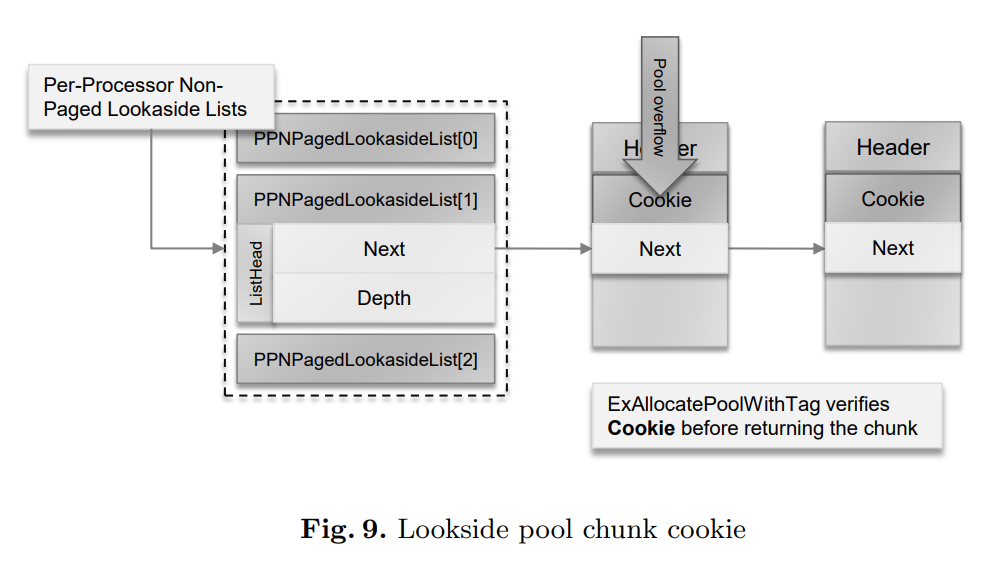 Per-Processor Non-
Paged Lookaside Lists
PPNPagedLookasideList[0]
PPNPagedLookasideList[1]
ListHead
Next
Depth
PPNPagedLookasideList[2]
Pool overflow
Cookie
Next
Header
Cookie
Next
ExAllocatePoolWithTag verifies
Cookie before returning the chunk
Fig. 9. Lookside pool chunk cookie